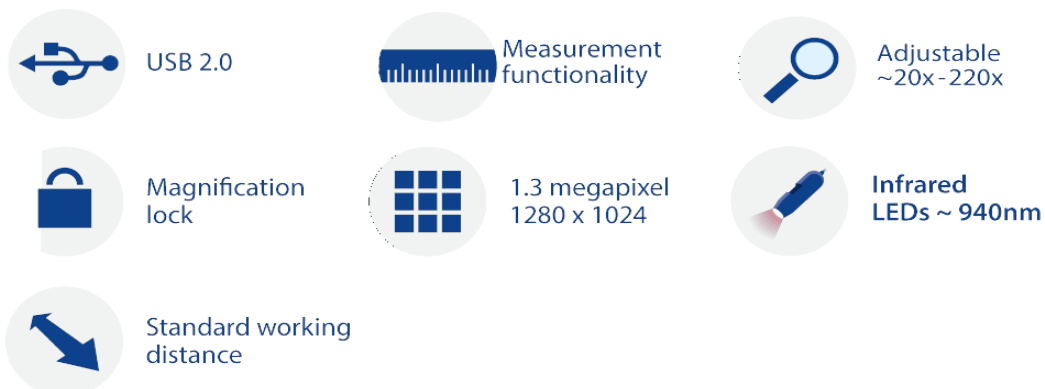 USB 2.0
Measurement
functionality
Adjustable
~20x-220x
Magnification
lock
1.3 megapixel
1280 x 1024
Infrared
LEDs ~ 940nm
Standard working
distance